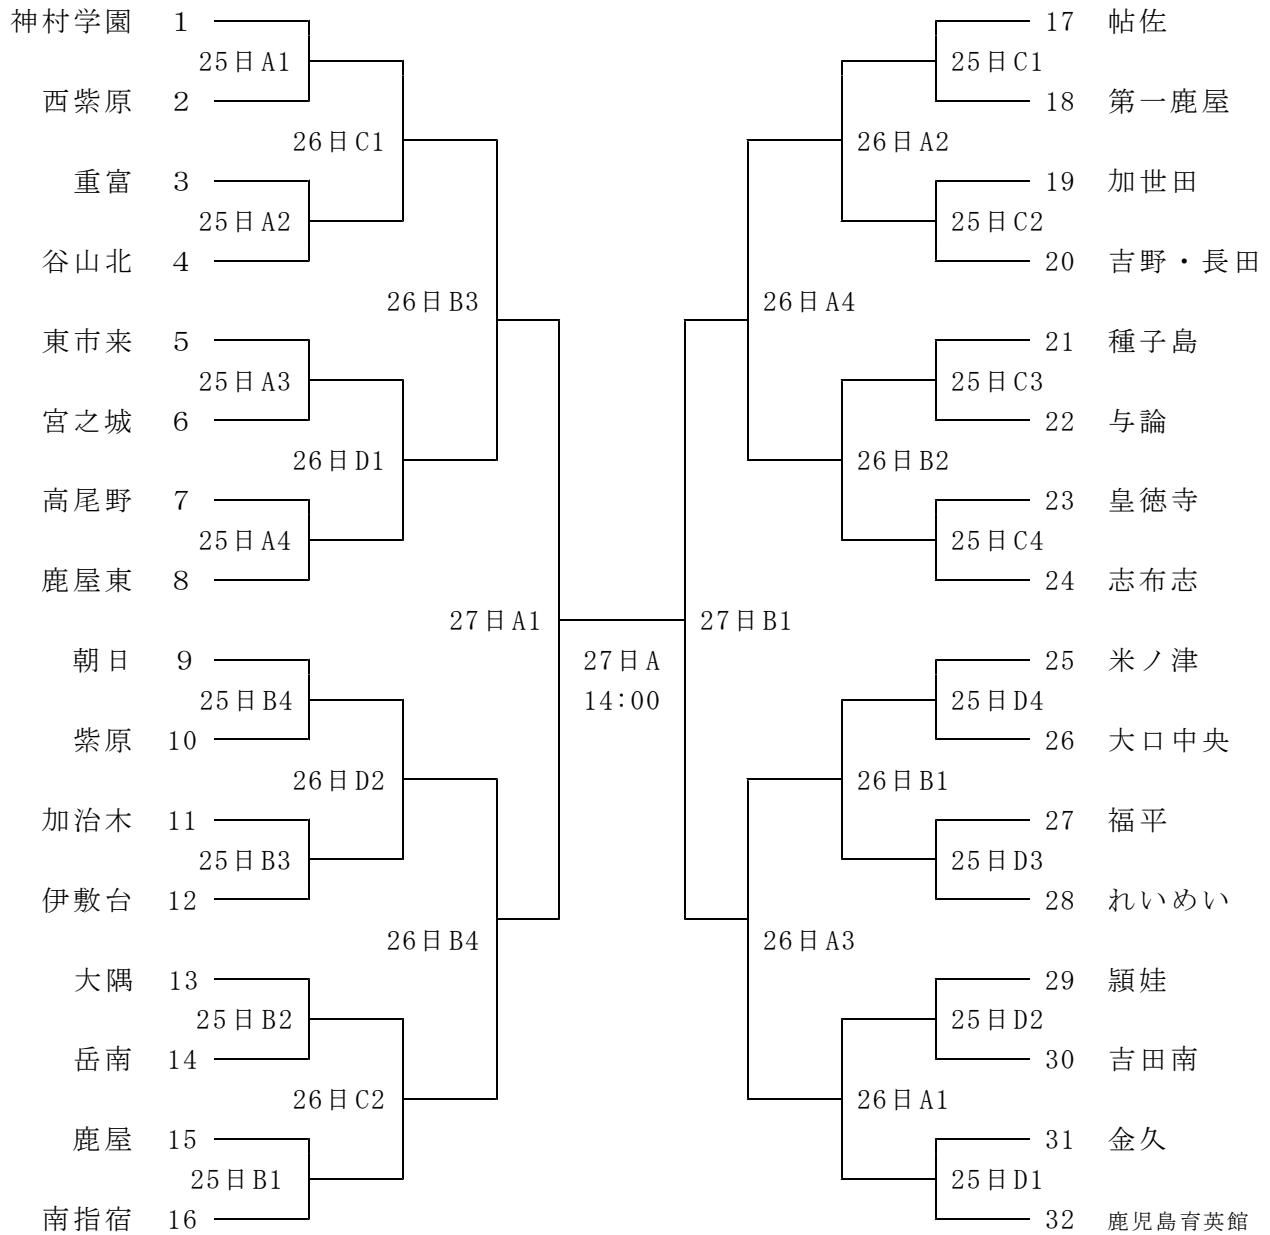 神村学園 1
25日A1
西紫原 2
26日C1
重富 3
25日A2
谷山北 4
26日B3
東市来 5
25日A3
宮之城 6
26日D1
高尾野 7
25日A4
鹿屋東 8
27日A1
朝日 9
25日B4
紫原 10
26日D2
加治木 11
25日B3
伊敷台 12
26日B4
大隅 13
25日B2
岳南 14
26日C2
鹿屋 15
25日B1
南指宿 16
27日A
14:00
17 帖佐
25日C1
18 第一鹿屋
26日A2
19 加世田
25日C2
20 吉野・長田
26日A4
21 種子島
25日C3
22 与論
26日B2
23 皇徳寺
25日C4
24 志布志
27日B1
25 米ノ津
25日D4
26 大口中央
26日B1
27 福平
25日D3
28 れいめい
26日A3
29 頴娃
25日D2
30 吉田南
26日A1
31 金久
25日D1
32 鹿児島育英館